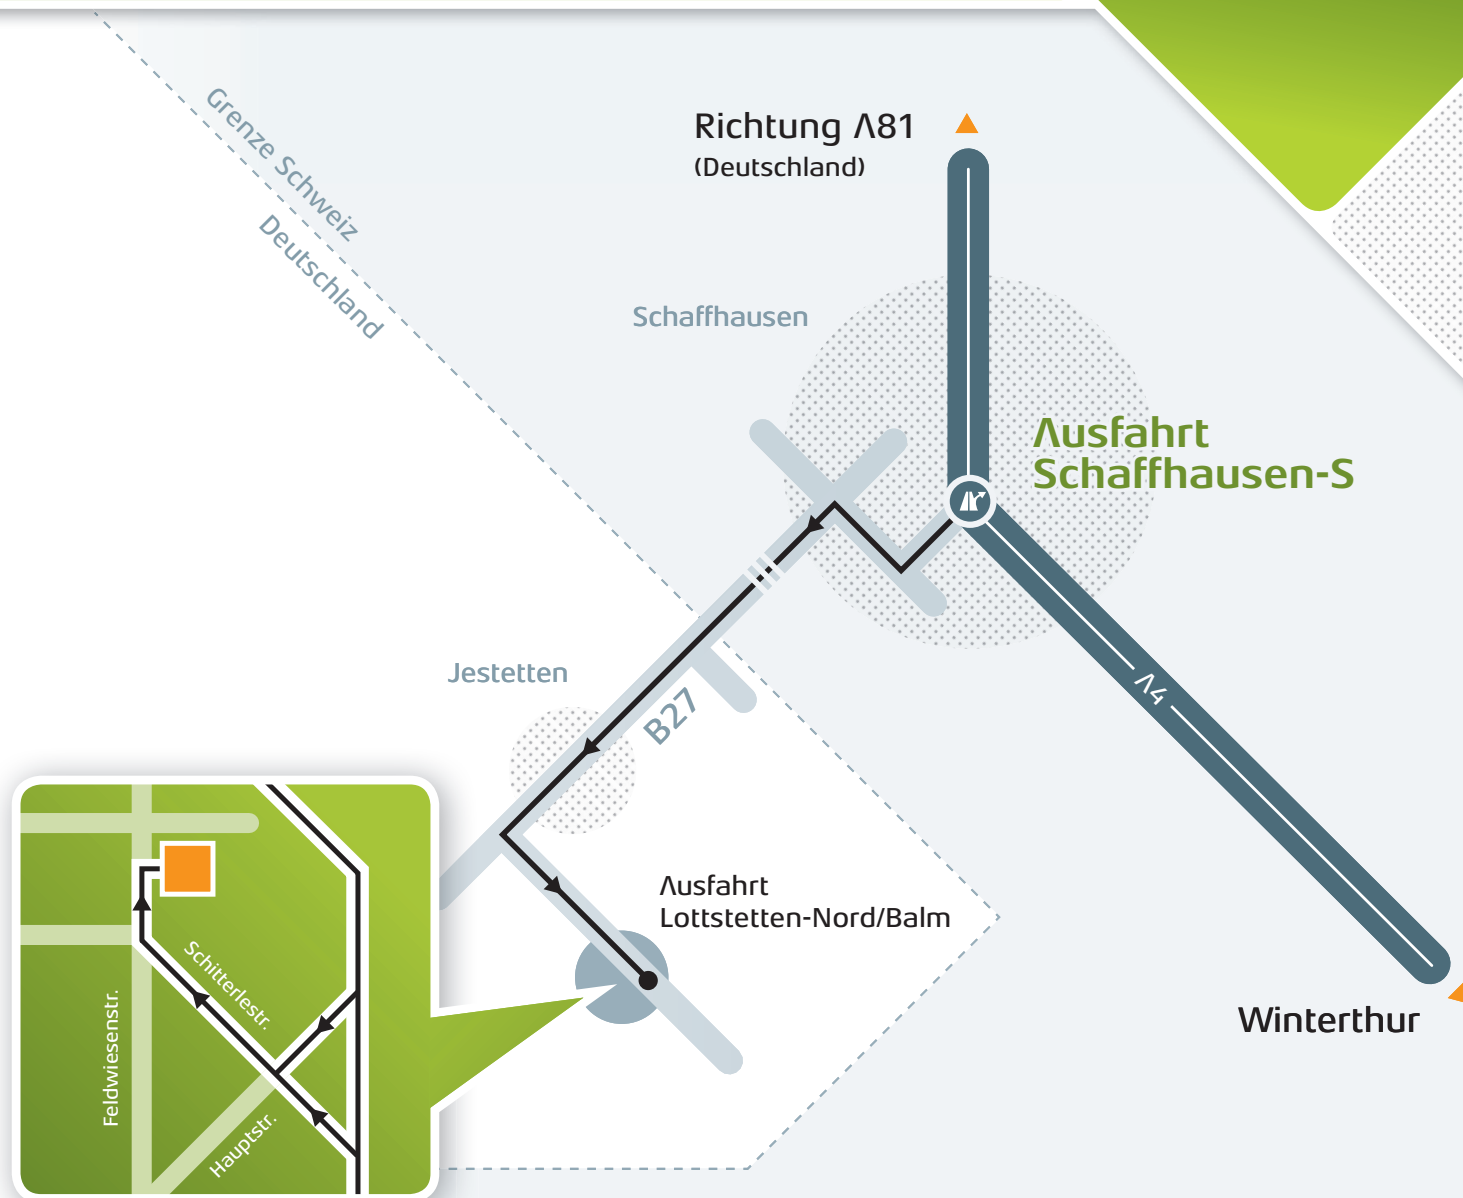 Grenze Schweiz
Deutschland
Richtung A81
(Deutschland)
Schaffhausen
Ausfahrt
Schaffhausen-S
A4
Jestetten
B27
Ausfahrt
Lottstetten-Nord/Balm
Winterthur
Schitterlestr.
Feldwiesenstr.
Hauptstr.